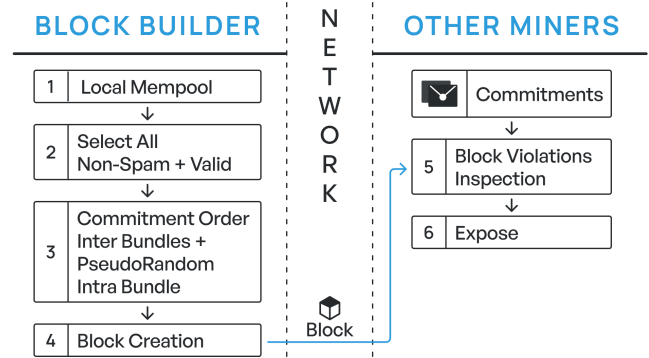 BLOCK BUILDER
1 Local Mempool
2 Select All
Non-Spam + Valid
3 Commitment Order
Inter Bundles +
PseudoRandom
Intra Bundle
4 Block Creation
NETWORK
Block
OTHER MINERS
Commitments
5 Block Violations
Inspection
6 Expose